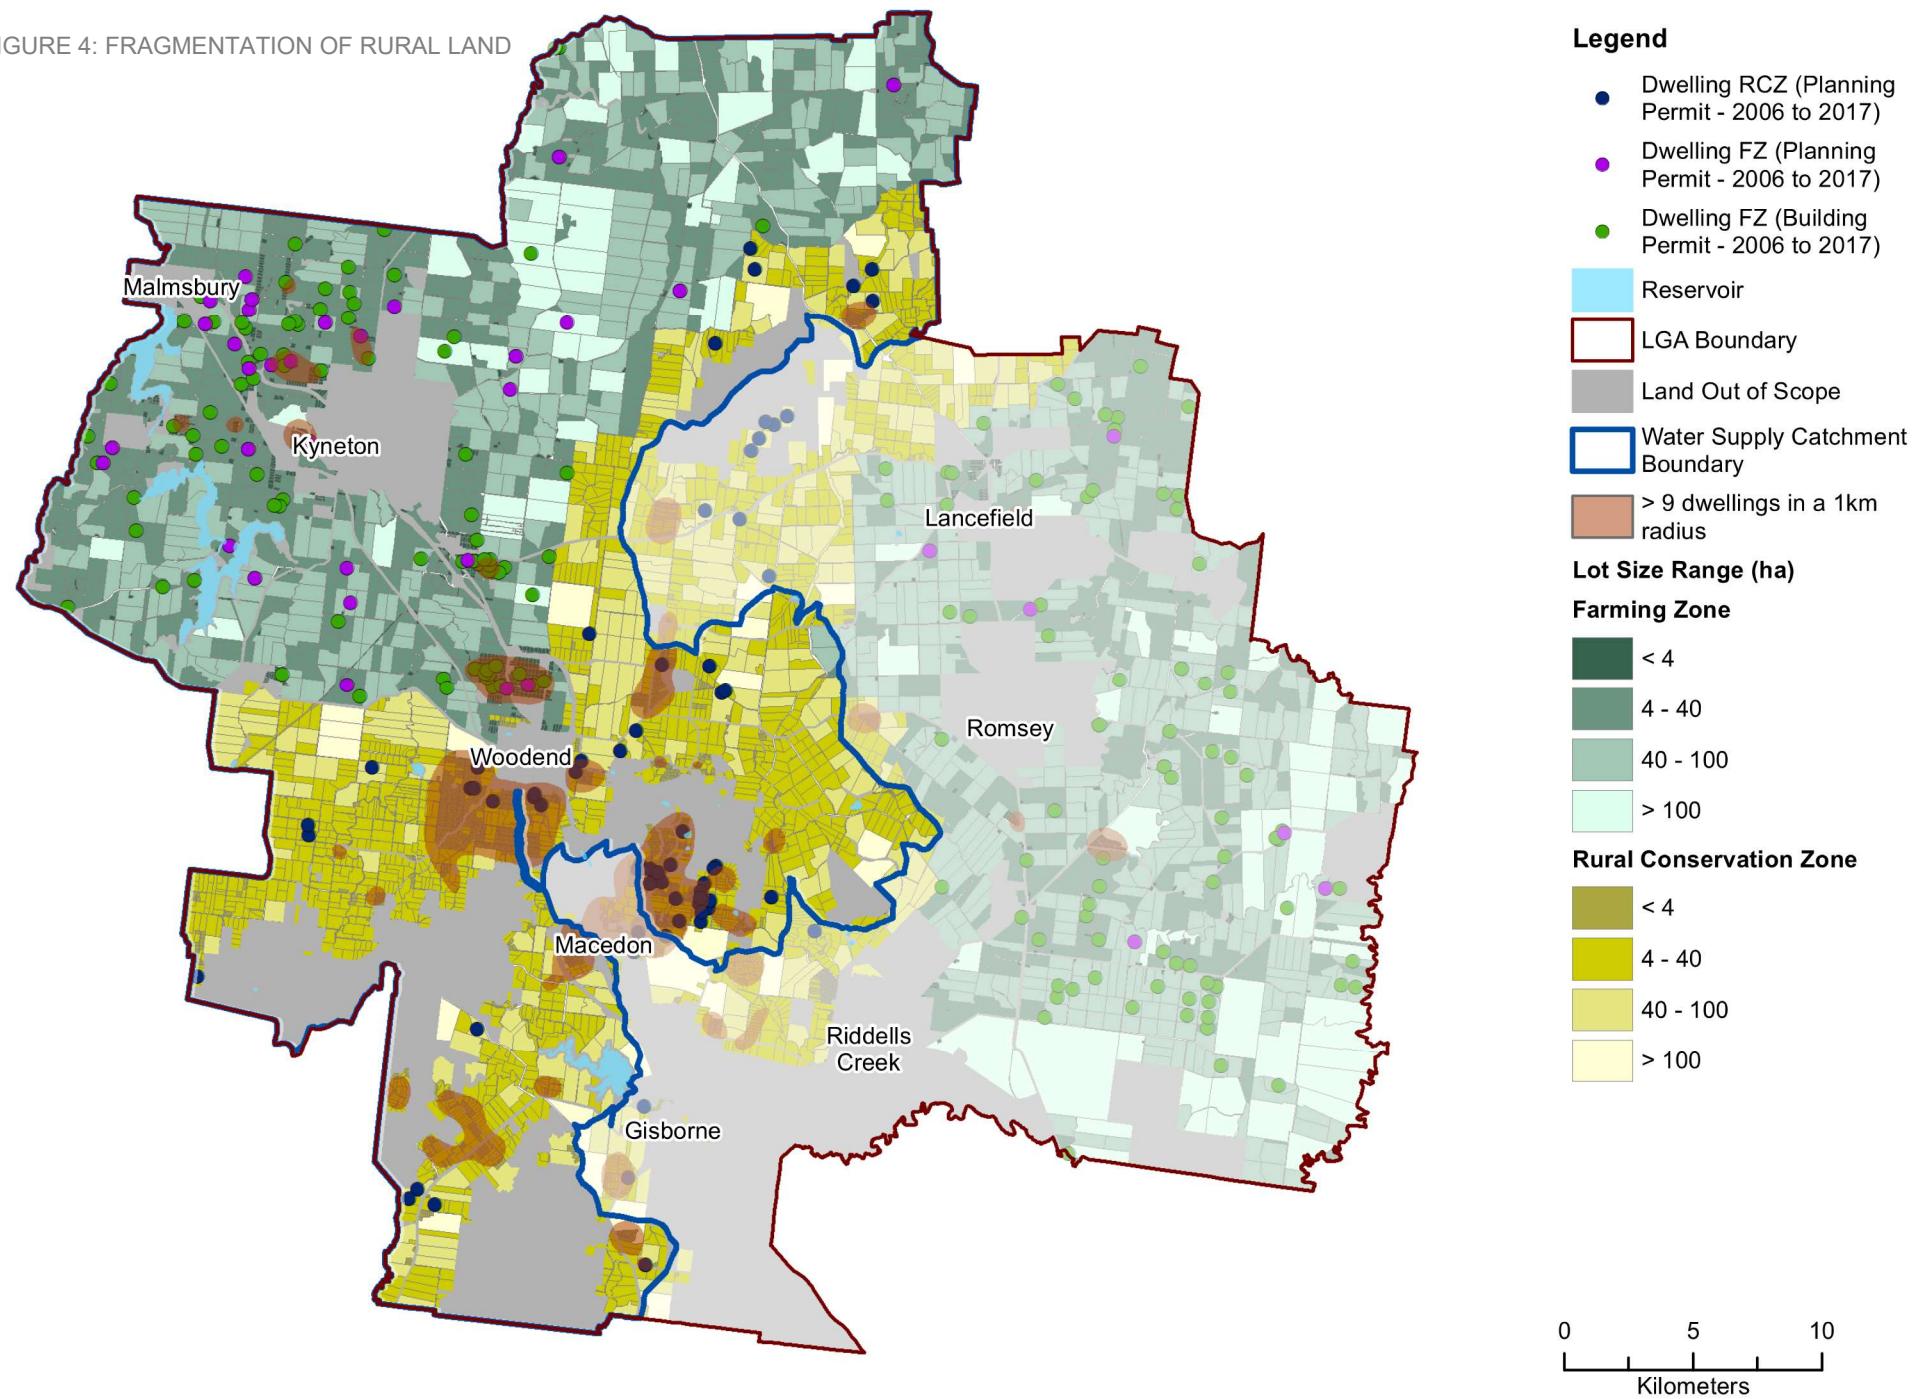 IGURE 4: FRAGMENTATION OF RURAL LAND
Malmsbury
Kyneton
Lancefield
Romsey
Woodend
Macedon
Riddells
Creek
Gisborne
Legend
Dwelling RCZ (Planning
Permit - 2006 to 2017)
Dwelling FZ (Planning
Permit - 2006 to 2017)
Dwelling FZ (Building
Permit - 2006 to 2017)
Reservoir
LGA Boundary
Land Out of Scope
Water Supply Catchment
Boundary
> 9 dwellings in a 1km
radius
Lot Size Range (ha)
Farming Zone
< 4
4 - 40
40 - 100
> 100
Rural Conservation Zone
< 4
4 - 40
40 - 100
> 100
0 5 10
Kilometers